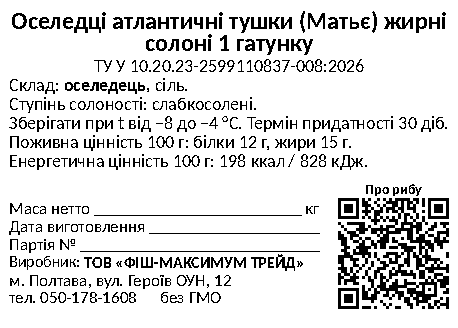 Оселедці атлантичні тушки (Матьє) жирні
солоні 1 гатунку
ТУ У 10.20.23-2599110837-008:2026
Склад: оселедець, сіль.
Ступінь солоності: слабкосолені.
Зберігати при t від −8 до −4 °C. Термін придатності 30 діб.
Поживна цінність 100 г: білки 12 г, жири 15 г.
Енергетична цінність 100 г: 198 ккал / 828 кДж.
Про рибу
Маса нетто ______ кг
Дата виготовлення ______
Партія № ______
Виробник: ТОВ «ФІШ-МАКСИМУМ ТРЕЙД»
м. Полтава, вул. Героїв ОУН, 12
тел. 050-178-1608 без ГМО